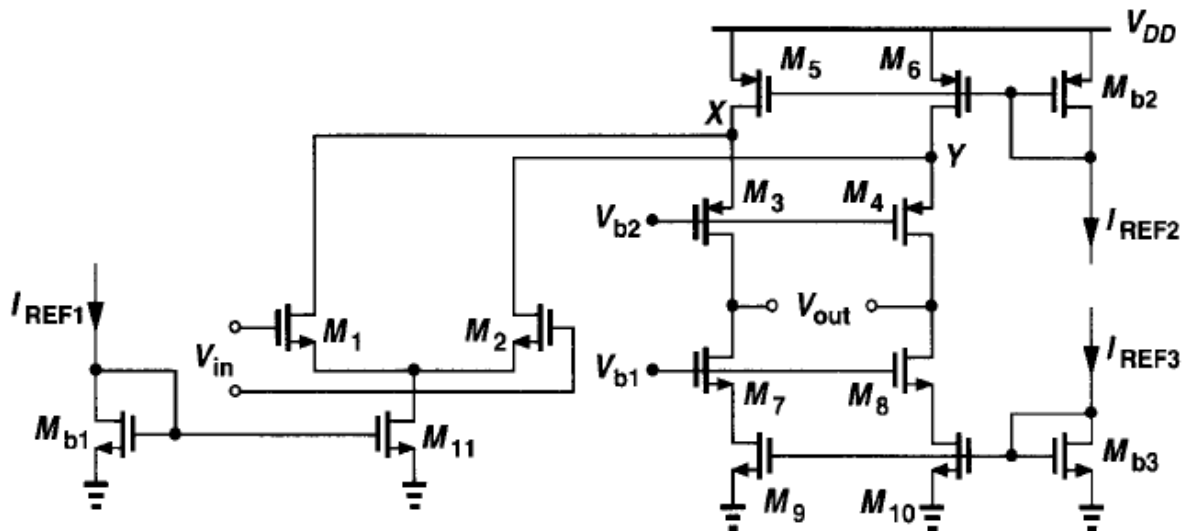 V_DD
M_5
M_6
M_b2
X
Y
M_3
M_4
V_b2
I_REF2
I_REF1
M_1
M_2
V_out
V_in
V_b1
I_REF3
M_7
M_8
M_b1
M_11
M_b3
M_9
M_10